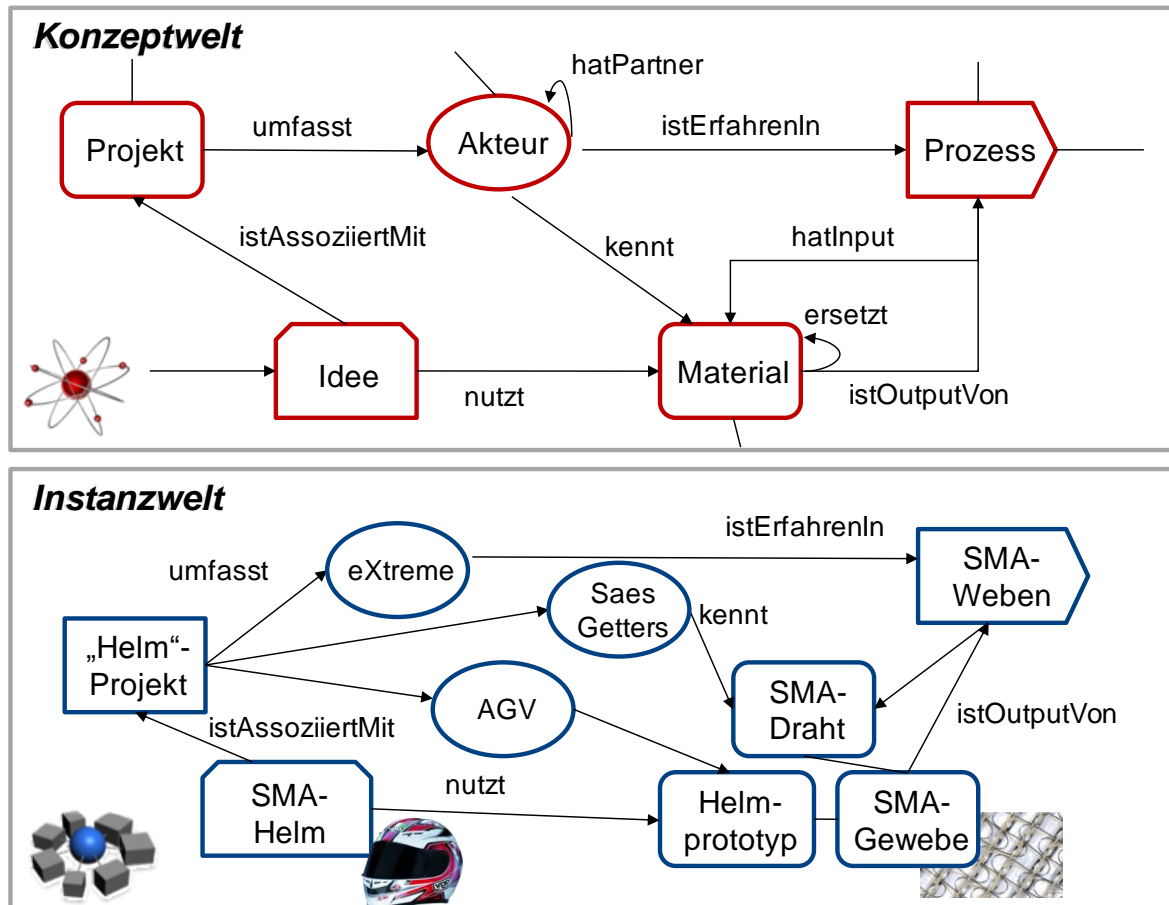 Konzeptwelt
hatPartner
umfasst
istErfahrenIn
Projekt
Akteur
Prozess
istAssoziiertMit
kennt
hatInput
ersetzt
Idee
Material
nutzt
istOutputVon
Instanzwelt
istErfahrenIn
umfasst
eXtreme
SMA-
Weben
Saes
Getters
kennt
„Helm“-
Projekt
SMA-
Draht
AGV
istAssoziiertMit
istOutputVon
nutzt
SMA-
Helm
Helm-
prototyp
SMA-
Gewebe